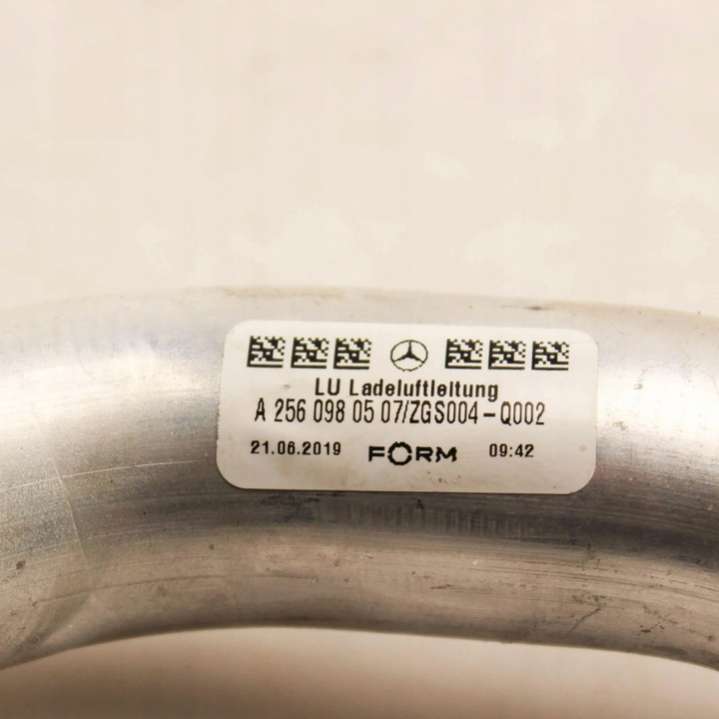 LU Ladeluftleitung
A 256 098 05 07/ZGS004-Q002
21.06.2019 FORM 09:42